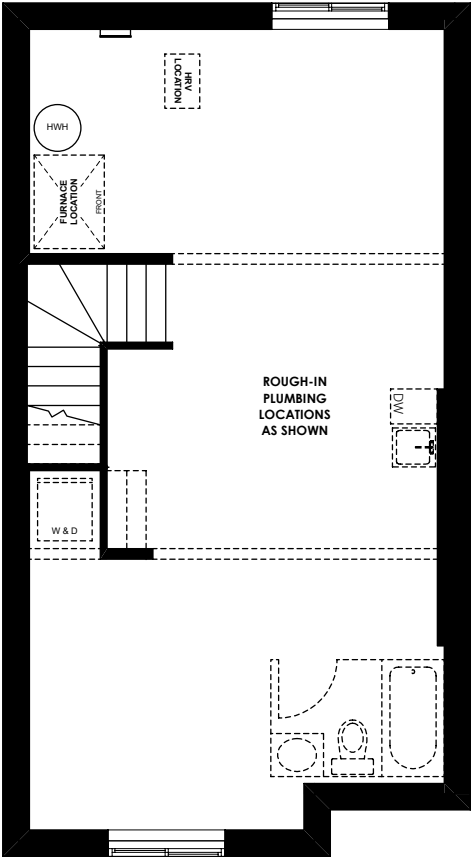 HRV
LOCATION
HWH
FURNACE
LOCATION
FRONT
ROUGH-IN
PLUMBING
LOCATIONS
AS SHOWN
DW
W & D